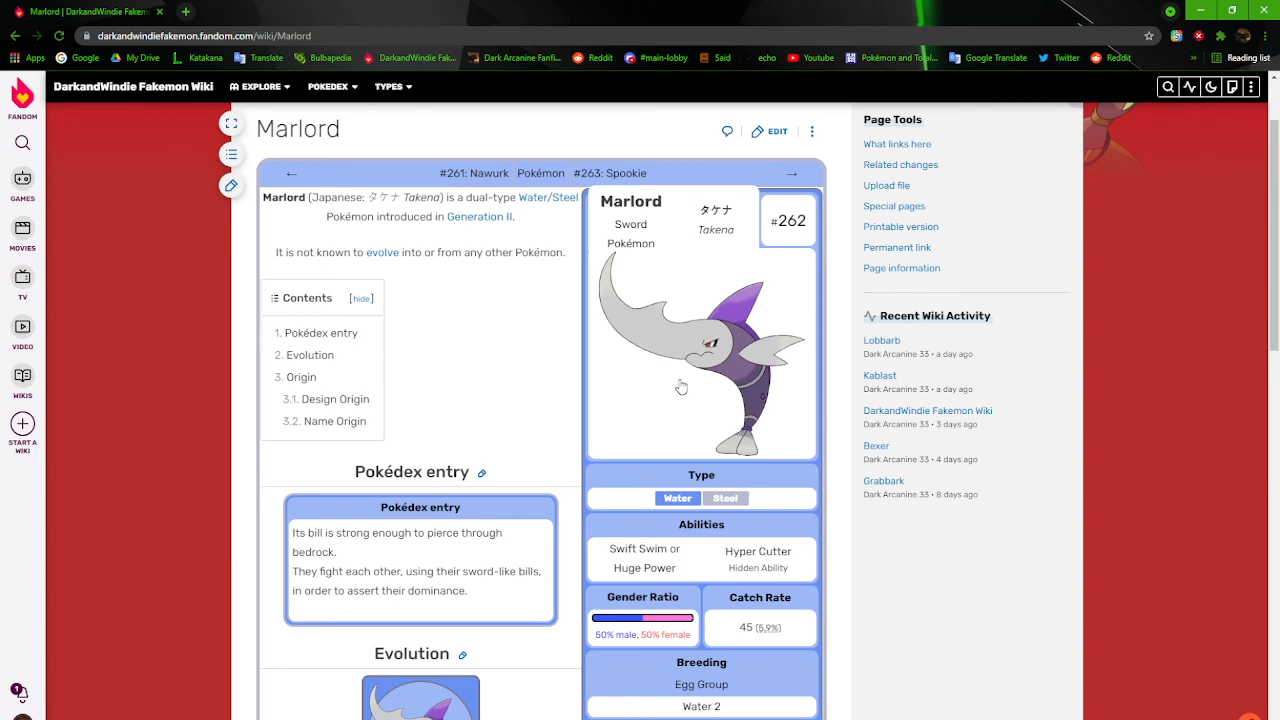 Marlord | DarkandWindie Fakem
darkandwindiefakemon.fandom.com/wiki/Marlord
Apps Google My Drive Katakana Translate Bulbapedia DarkandWindie Fak... Dark Arcanine Fanfi... Reddit #main-lobby Said echo Youtube Pokémon and Total... Google Translate Twitter Reddit » Reading list
DarkandWindie Fakemon Wiki EXPLORE POKEDEX TYPES
FANDOM
GAMES
MOVIES
TV
VIDEO
WIKIS
START A
WIKI
1
Marlord
EDIT
← #261: Nawurk Pokémon #263: Spookie →
Marlord (Japanese: タケナ Takena) is a dual-type Water/Steel
Pokémon introduced in Generation II.
It is not known to evolve into or from any other Pokémon.
Contents [hide]
1. Pokédex entry
2. Evolution
3. Origin
3.1. Design Origin
3.2. Name Origin
Pokédex entry
Pokédex entry
Its bill is strong enough to pierce through
bedrock.
They fight each other, using their sword-like bills,
in order to assert their dominance.
Evolution
Marlord
Sword
Pokémon
タケナ
Takena
#262
Type
Water Steel
Abilities
Swift Swim or
Huge Power
Hyper Cutter
Hidden Ability
Gender Ratio
50% male, 50% female
Catch Rate
45 (5.9%)
Breeding
Egg Group
Water 2
Page Tools
What links here
Related changes
Upload file
Special pages
Printable version
Permanent link
Page information
Recent Wiki Activity
Lobbarb
Dark Arcanine 33 • a day ago
Kablast
Dark Arcanine 33 • a day ago
DarkandWindie Fakemon Wiki
Dark Arcanine 33 • 3 days ago
Bexer
Dark Arcanine 33 • 4 days ago
Grabbark
Dark Arcanine 33 • 8 days ago